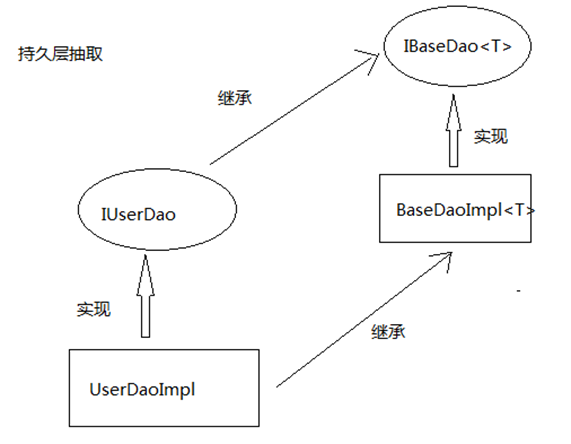 持久层抽取
IBaseDao<T>
继承
实现
IUserDao
BaseDaoImpl<T>
实现
继承
UserDaoImpl